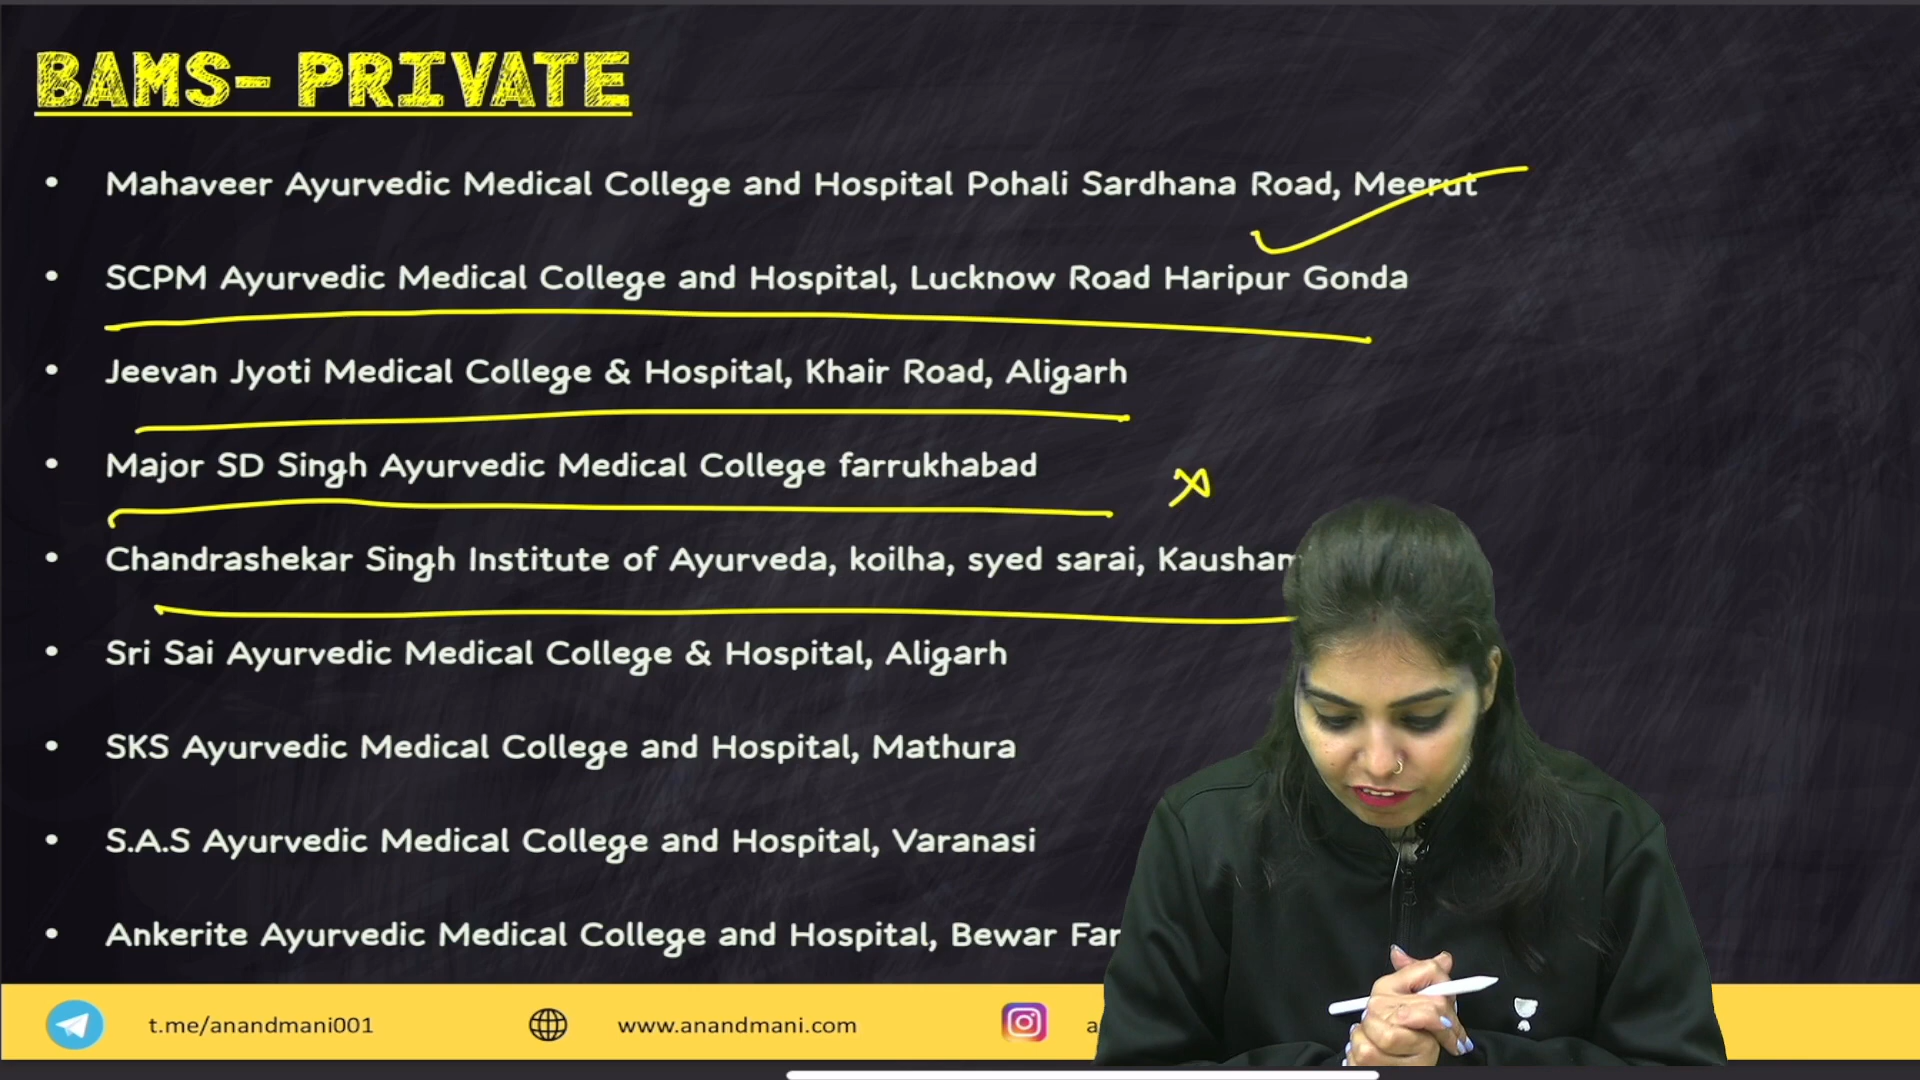 BAMS- PRIVATE
• Mahaveer Ayurvedic Medical College and Hospital Pohali Sardhana Road, Meerut
• SCPM Ayurvedic Medical College and Hospital, Lucknow Road Haripur Gonda
• Jeevan Jyoti Medical College & Hospital, Khair Road, Aligarh
• Major SD Singh Ayurvedic Medical College farrukhabad
• Chandrashekar Singh Institute of Ayurveda, koilha, syed sarai,
• Sri Sai Ayurvedic Medical College & Hospital, Aligarh
• SKS Ayurvedic Medical College and Hospital, Mathura
• S.A.S Ayurvedic Medical College and Hospital, Varanasi
• Ankerite Ayurvedic Medical College and Hospital, Bewar
t.me/anandmani001 www.anandmani.com